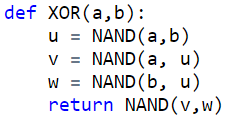 def XOR(a,b):
    u = NAND(a,b)
    v = NAND(a, u)
    w = NAND(b, u)
    return NAND(v,w)